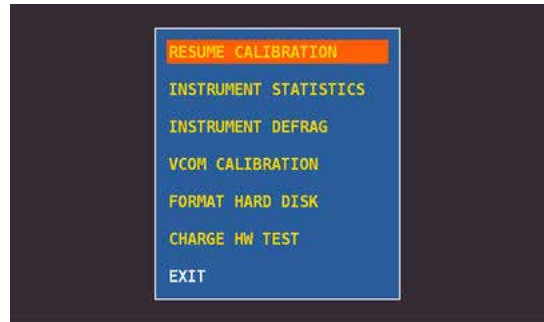 RESUME CALIBRATION
INSTRUMENT STATISTICS
INSTRUMENT DEFRAG
VCOM CALIBRATION
FORMAT HARD DISK
CHARGE HW TEST
EXIT